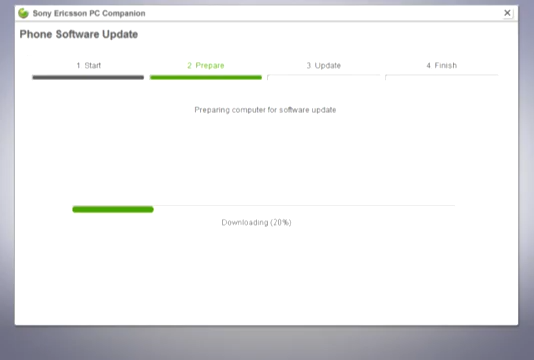 Sony Ericsson PC Companion
Phone Software Update
1 Start
2 Prepare
3 Update
4 Finish
Preparing computer for software update
Downloading (20%)